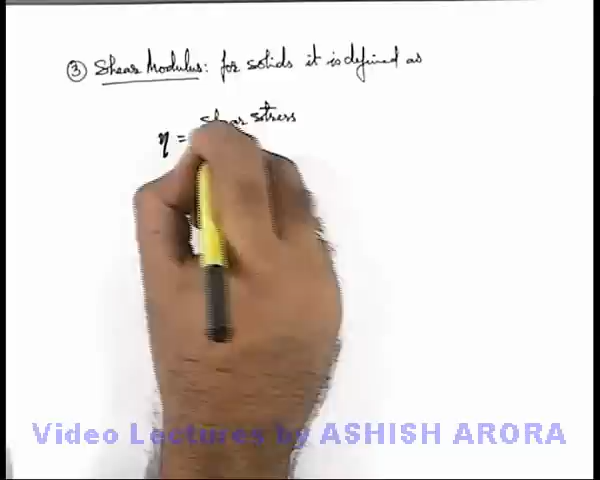 ③ Shear Modulus: for solids it is defined as
Shear stress
η =
Video Lectures by ASHISH ARORA